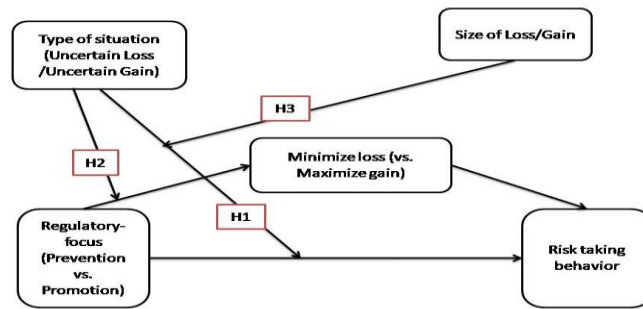 Type of situation
(Uncertain Loss
/Uncertain Gain)
Size of Loss/Gain
H3
H2
Minimize loss (vs.
Maximize gain)
H1
Regulatory-
focus
(Prevention
vs.
Promotion)
Risk taking
behavior